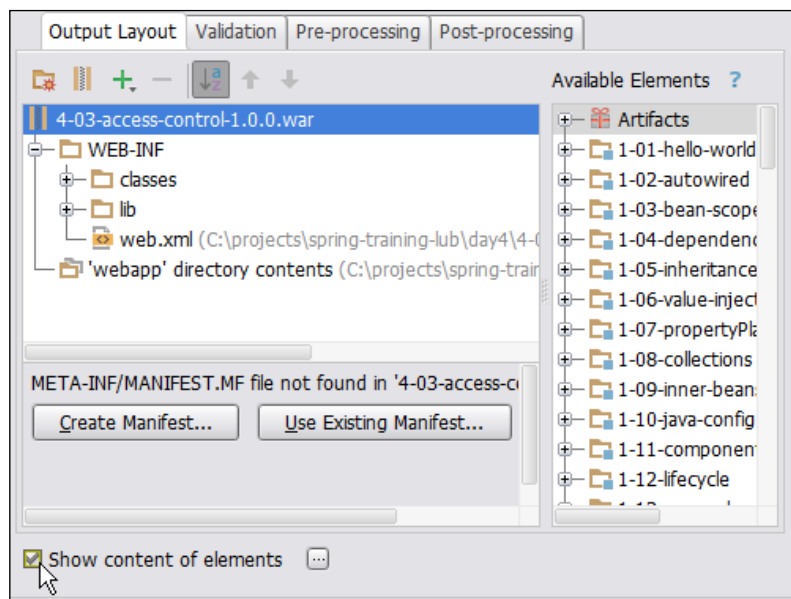 Output Layout Validation Pre-processing Post-processing
Available Elements ?
4-03-access-control-1.0.0.war
WEB-INF
classes
lib
web.xml (C:\projects\spring-training-lub\day4\4-0
'webapp' directory contents (C:\projects\spring-train
META-INF/MANIFEST.MF file not found in '4-03-access-co
Create Manifest... Use Existing Manifest...
Artifacts
1-01-hello-world
1-02-autowired
1-03-bean-scope
1-04-dependenc
1-05-inheritance
1-06-value-inject
1-07-propertyPla
1-08-collections
1-09-inner-bean
1-10-java-config
1-11-componen
1-12-lifecycle
Show content of elements ...